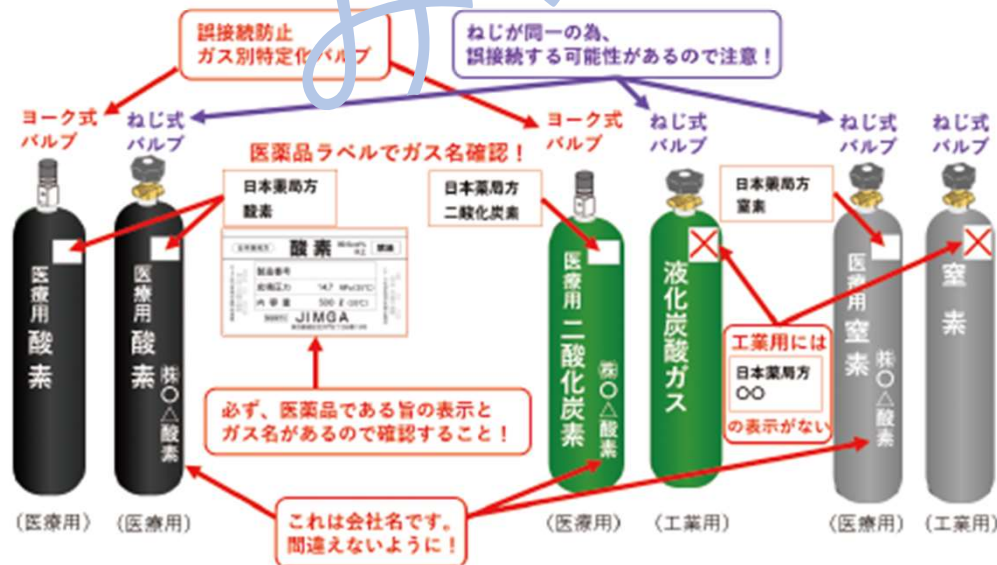 誤接続防止
ガス別特定化バルブ
ねじが同一の為、
誤接続する可能性があるので注意！
ヨーク式
バルブ
ねじ式
バルブ
ヨーク式
バルブ
ねじ式
バルブ
ねじ式
バルブ
ねじ式
バルブ
医薬品ラベルでガス名確認！
日本薬局方
酸素
日本薬局方
二酸化炭素
日本薬局方
窒素
酸素
製品番号
14.7
内容量
500
JIMGA
医療用 酸素
医療用 酸素
㈱○△酸素
医療用 二酸化炭素
㈱○△酸素
液化炭酸ガス
医療用 窒素
㈱○△酸素
窒素
工業用には
日本薬局方
○○
の表示がない
必ず、医薬品である旨の表示と
ガス名があるので確認すること！
これは会社名です。
間違えないように！
（医療用）
（医療用）
（医療用）
（工業用）
（医療用）
（工業用）